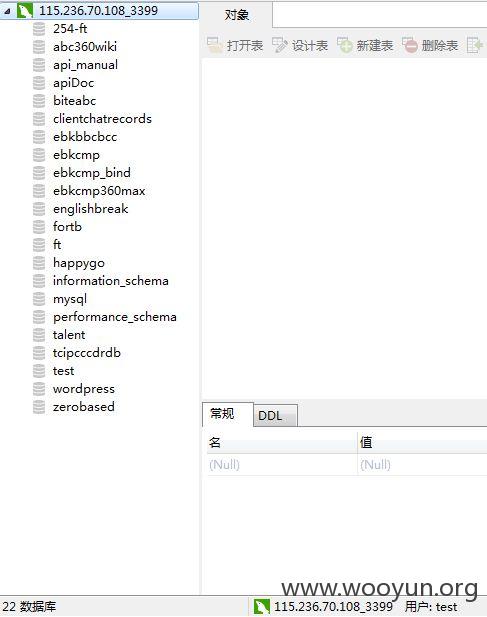 115.236.70.108_3399
254-ft
abc360wiki
api_manual
apiDoc
biteabc
clientchatrecords
ebkbbcbcc
ebkcmp
ebkcmp_bind
ebkcmp360max
englishbreak
fortb
ft
happygo
information_schema
mysql
performance_schema
talent
tcipcccdrdb
test
wordpress
zerobased
对象
打开表 设计表 新建表 删除表
常规 DDL
名 值
(Null) (Null)
www.wooyun.org
22 数据库 115.236.70.108_3399 用户: test